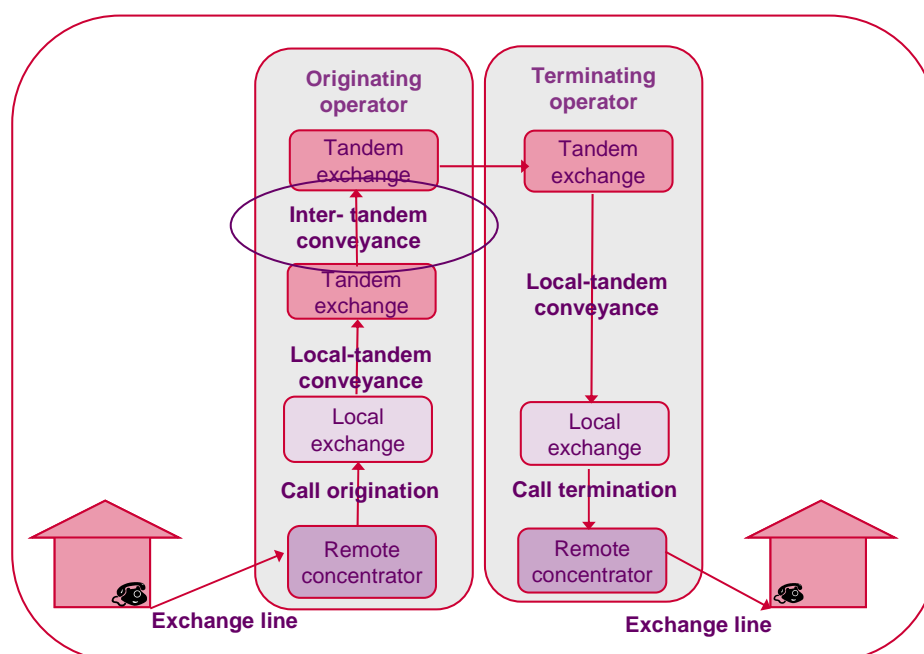 Originating
operator
Tandem
exchange
Inter- tandem
conveyance
Tandem
exchange
Local-tandem
conveyance
Local
exchange
Call origination
Remote
concentrator
Exchange line
Terminating
operator
Tandem
exchange
Local-tandem
conveyance
Local
exchange
Call termination
Remote
concentrator
Exchange line